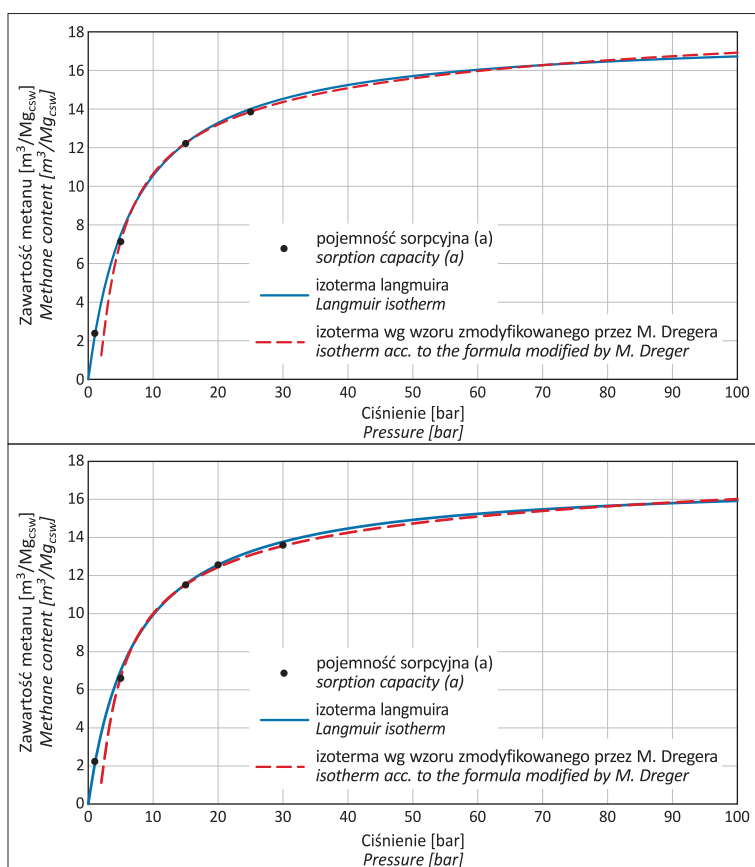 18
16
14
12
10
8
6
4
2
0
Zawartość metanu [m³/Mg_csw]
Methane content [m³/Mg_csw]
pojemność sorpcyjna (a)
sorption capacity (a)
izoterma langmuira
Langmuir isotherm
izoterma wg wzoru zmodyfikowanego przez M. Dregera
isotherm acc. to the formula modified by M. Dreger
0 10 20 30 40 50 60 70 80 90 100
Ciśnienie [bar]
Pressure [bar]
18
16
14
12
10
8
6
4
2
0
Zawartość metanu [m³/Mg_csw]
Methane content [m³/Mg_csw]
pojemność sorpcyjna (a)
sorption capacity (a)
izoterma langmuira
Langmuir isotherm
izoterma wg wzoru zmodyfikowanego przez M. Dregera
isotherm acc. to the formula modified by M. Dreger
0 10 20 30 40 50 60 70 80 90 100
Ciśnienie [bar]
Pressure [bar]